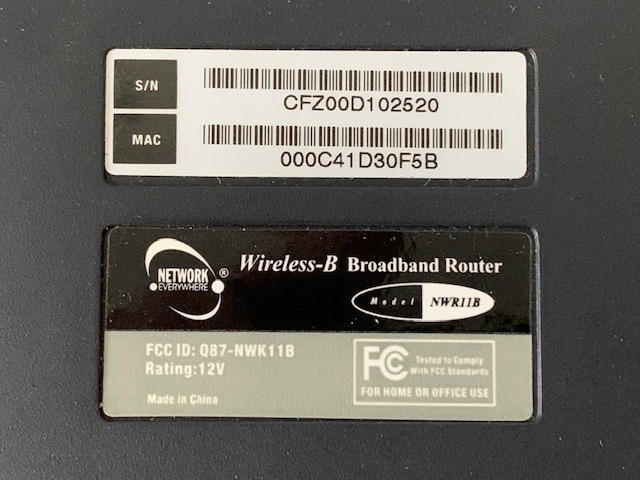 S/N
CFZ00D102520
MAC
000C41D30F5B
NETWORK
EVERYWHERE
®
Wireless-B Broadband Router
Model NWR11B
FCC ID: Q87-NWK11B
Rating:12V
Made in China
FC Tested to Comply
With FCC Standards
FOR HOME OR OFFICE USE